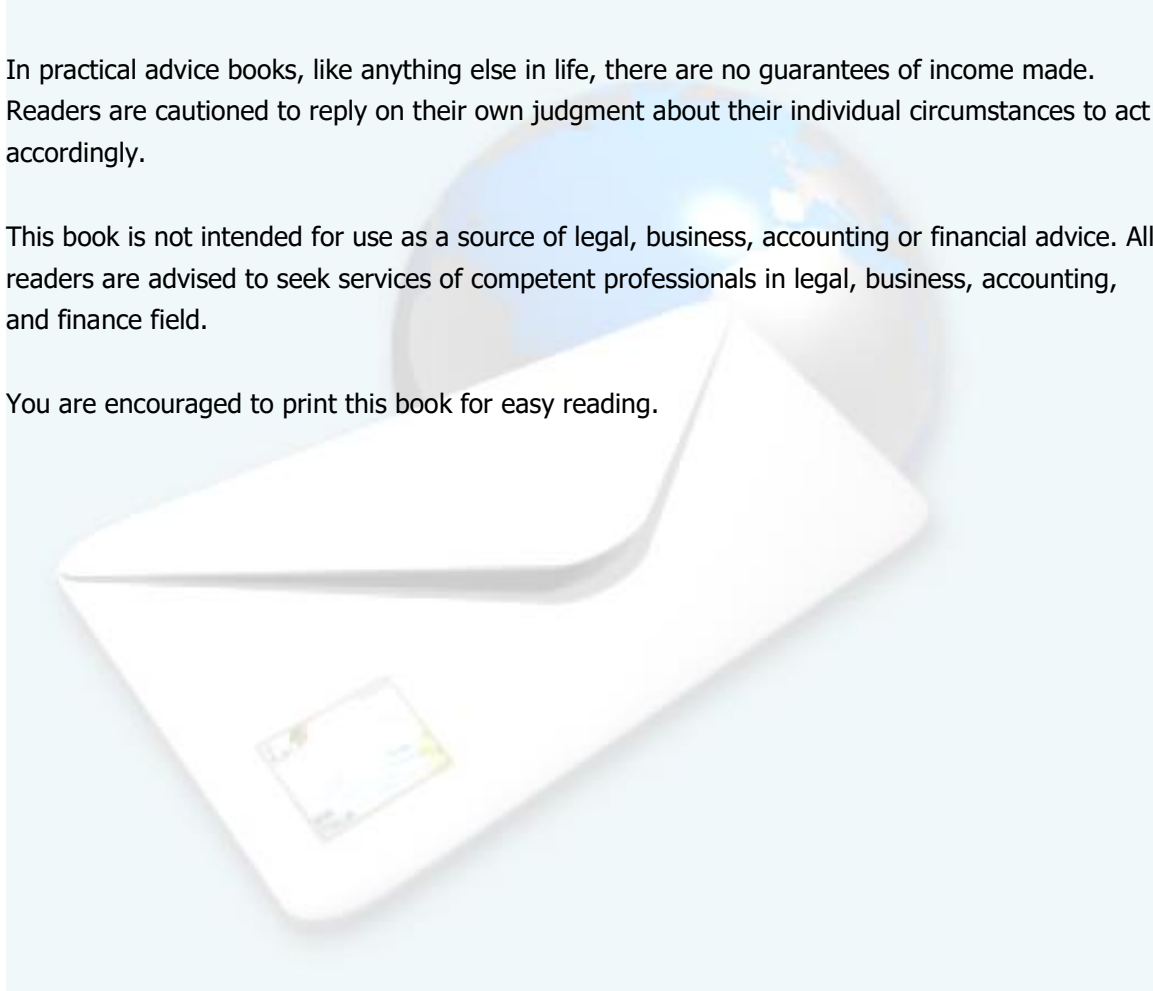 In practical advice books, like anything else in life, there are no guarantees of income made.
Readers are cautioned to reply on their own judgment about their individual circumstances to act
accordingly.
This book is not intended for use as a source of legal, business, accounting or financial advice. All
readers are advised to seek services of competent professionals in legal, business, accounting,
and finance field.
You are encouraged to print this book for easy reading.